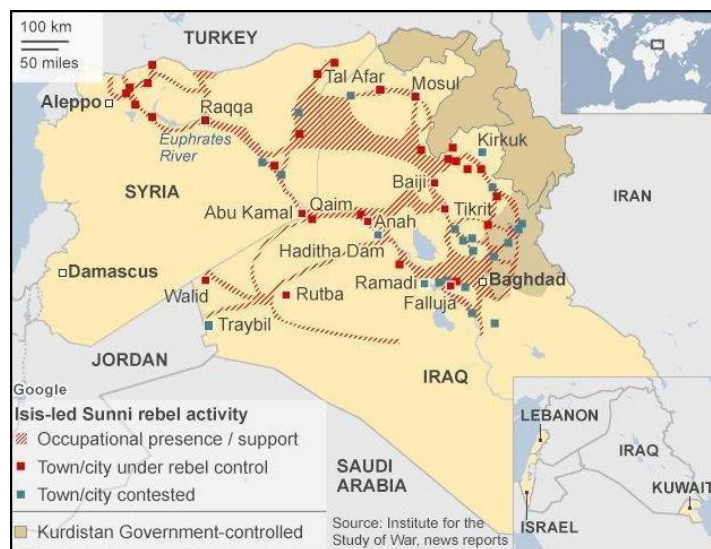 100 km
50 miles
TURKEY
Tal Afar
Mosul
Aleppo
Raqqa
Euphrates
River
Kirkuk
SYRIA
Baiji
IRAN
Abu Kamal
Qaim
Anah
Tikrit
Haditha Dam
Damascus
Ramadi
Baghdad
Walid
Rutba
Falluja
Traybil
JORDAN
IRAQ
Google
Isis-led Sunni rebel activity
Occupational presence / support
Town/city under rebel control
Town/city contested
Kurdistan Government-controlled
SAUDI
ARABIA
Source: Institute for the
Study of War, news reports
LEBANON
IRAQ
KUWAIT
ISRAEL